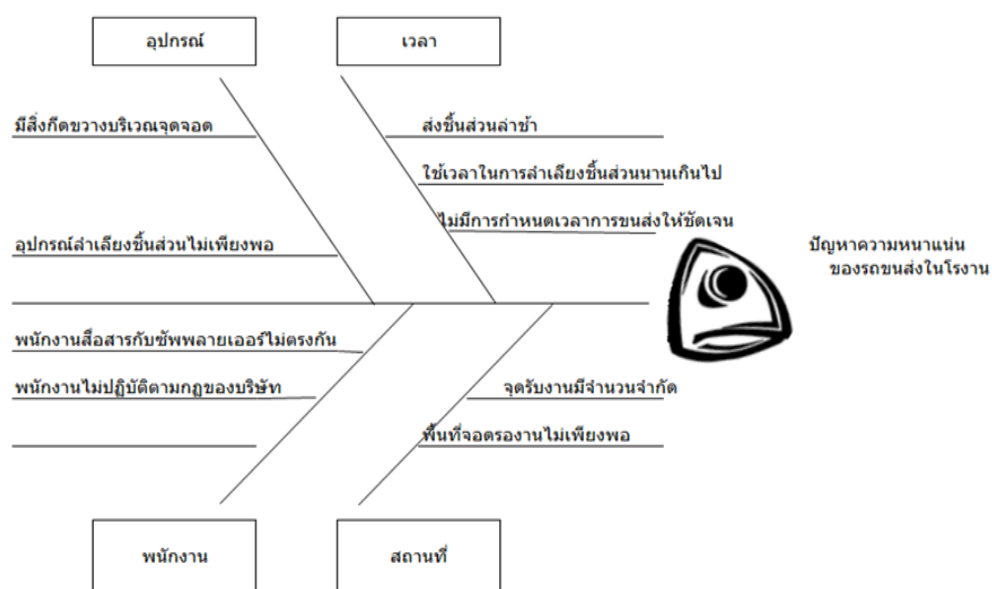 อุปกรณ์
เวลา
มีสิ่งกีดขวางบริเวณจุดจอด
ส่งชิ้นส่วนล่าช้า
ใช้เวลาในการลำเลียงชิ้นส่วนนานเกินไป
ไม่มีการกำหนดเวลาการขนส่งให้ชัดเจน
อุปกรณ์ลำเลียงชิ้นส่วนไม่เพียงพอ
ปัญหาความหนาแน่น
ของรถขนส่งในโรงาน
พนักงานสื่อสารกับซัพพลายเออร์ไม่ตรงกัน
พนักงานไม่ปฏิบัติตามกฏของบริษัท
จุดรับงานมีจำนวนจำกัด
พื้นที่จอดรองานไม่เพียงพอ
พนักงาน
สถานที่